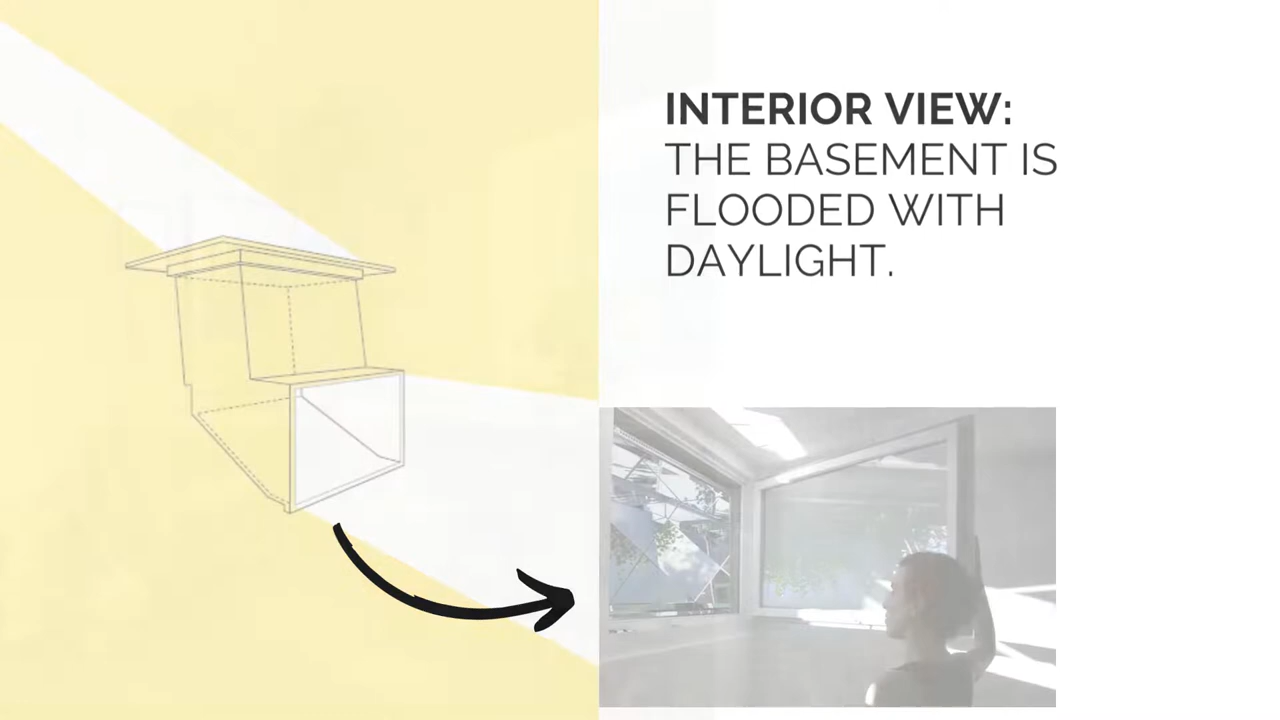 INTERIOR VIEW:
THE BASEMENT IS
FLOODED WITH
DAYLIGHT.